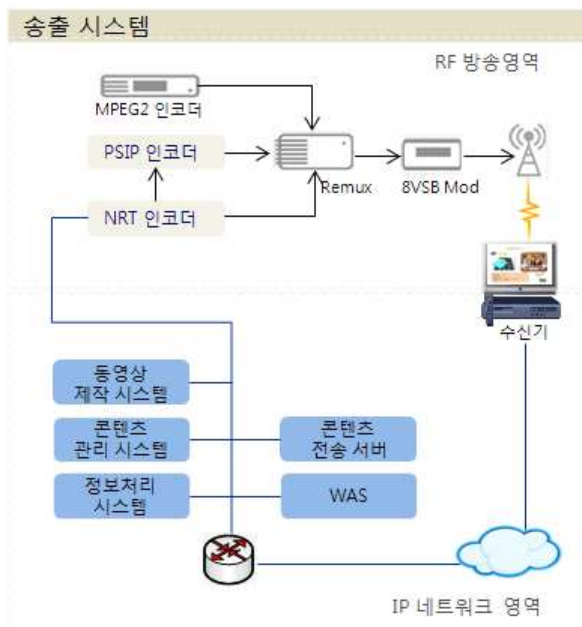 송출 시스템
RF 방송영역
MPEG2 인코더
PSIP 인코더
Remux
8VSB Mod
NRT 인코더
수신기
동영상
제작 시스템
콘텐츠
관리 시스템
콘텐츠
전송 서버
정보처리
시스템
WAS
IP 네트워크 영역